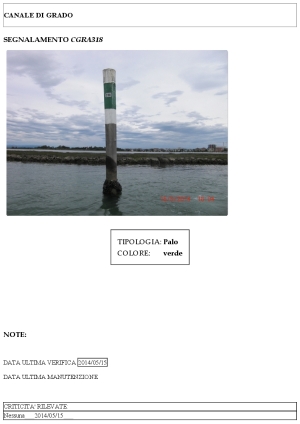 CANALE DI GRADO
SEGNALAMENTO CGRA318
TIPOLOGIA: Palo
COLORE: verde
NOTE:
DATA ULTIMA VERIFICA 2014/05/15
DATA ULTIMA MANUTENZIONE
CRITICITA' RILEVATE
Nessuna 2014/05/15